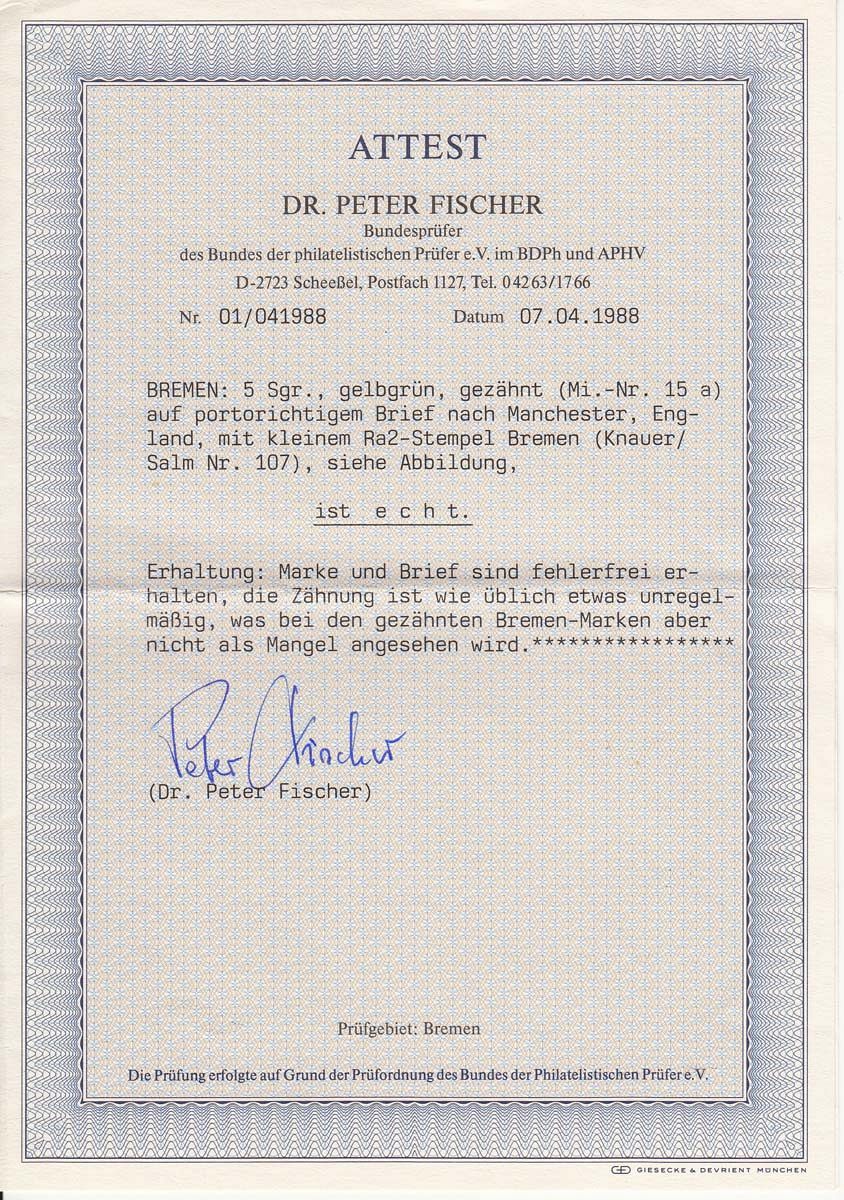 ATTEST
DR. PETER FISCHER
Bundesprüfer
des Bundes der philatelistischen Prüfer e.V. im BDPh und APHV
D-2723 Scheeßel, Postfach 1127, Tel. 04263/1766
Nr. 01/041988 Datum 07.04.1988
BREMEN: 5 Sgr., gelbgrün, gezähnt (Mi.-Nr. 15 a)
auf portorichtigem Brief nach Manchester, Eng-
land, mit kleinem Ra2-Stempel Bremen (Knauer/
Salm Nr. 107), siehe Abbildung,
ist e c h t.
Erhaltung: Marke und Brief sind fehlerfrei er-
halten, die Zähnung ist wie üblich etwas unregel-
mäßig, was bei den gezähnten Bremen-Marken aber
nicht als Mangel angesehen wird.*****************
Peter Fischer
(Dr. Peter Fischer)
Prüfgebiet: Bremen
Die Prüfung erfolgte auf Grund der Prüfordnung des Bundes der Philatelistischen Prüfer e.V.
GD GIESECKE & DEVRIENT MÜNCHEN